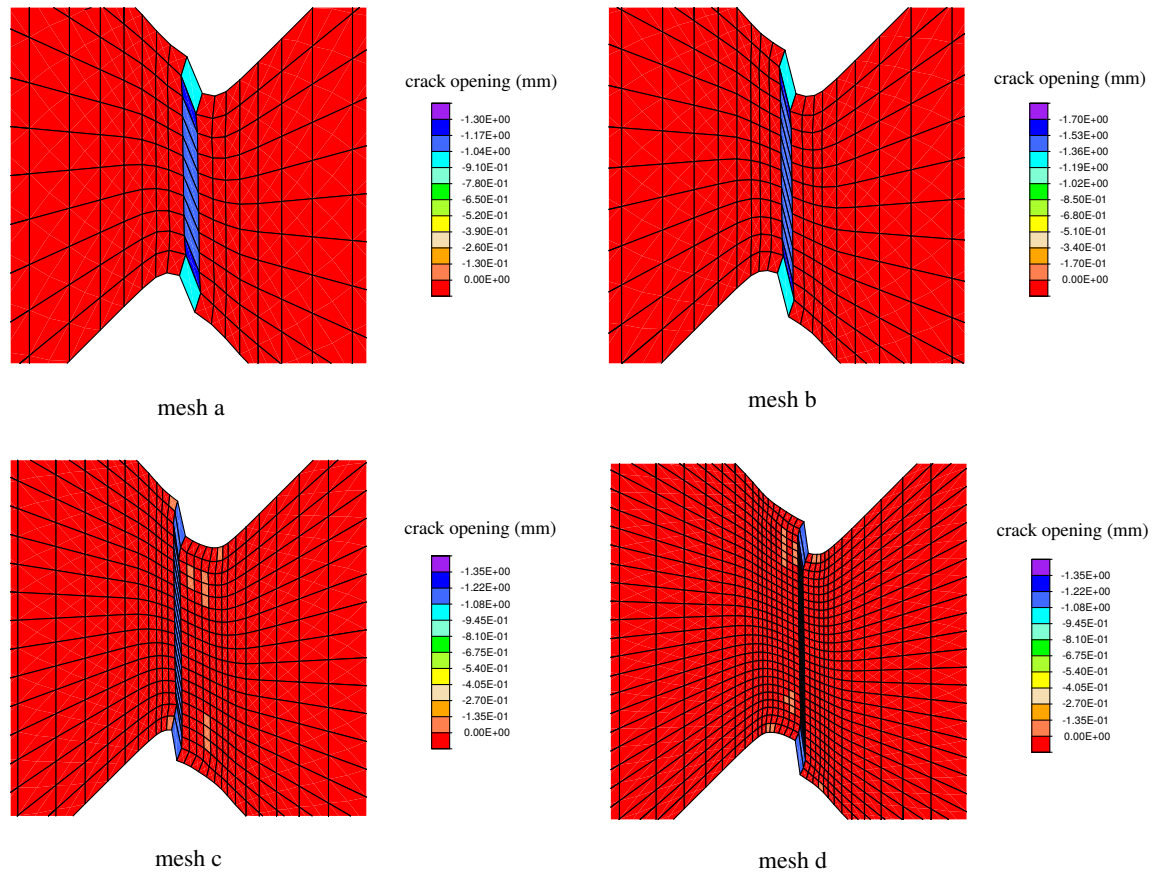 crack opening (mm)
-1.30E+00
-1.17E+00
-1.04E+00
-9.10E-01
-7.80E-01
-6.50E-01
-5.20E-01
-3.90E-01
-2.60E-01
-1.30E-01
0.00E+00
mesh a
crack opening (mm)
-1.70E+00
-1.53E+00
-1.36E+00
-1.19E+00
-1.02E+00
-8.50E-01
-6.80E-01
-5.10E-01
-3.40E-01
-1.70E-01
0.00E+00
mesh b
crack opening (mm)
-1.35E+00
-1.22E+00
-1.08E+00
-9.45E-01
-8.10E-01
-6.75E-01
-5.40E-01
-4.05E-01
-2.70E-01
-1.35E-01
0.00E+00
mesh c
crack opening (mm)
-1.35E+00
-1.22E+00
-1.08E+00
-9.45E-01
-8.10E-01
-6.75E-01
-5.40E-01
-4.05E-01
-2.70E-01
-1.35E-01
0.00E+00
mesh d